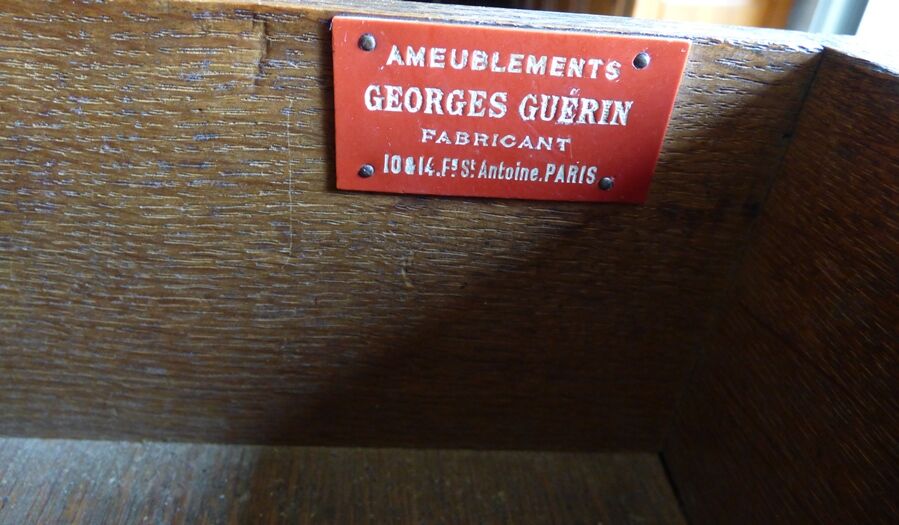 AMEUBLEMENTS
GEORGES GUÉRIN
FABRICANT
10&14.Fg St Antoine.PARIS